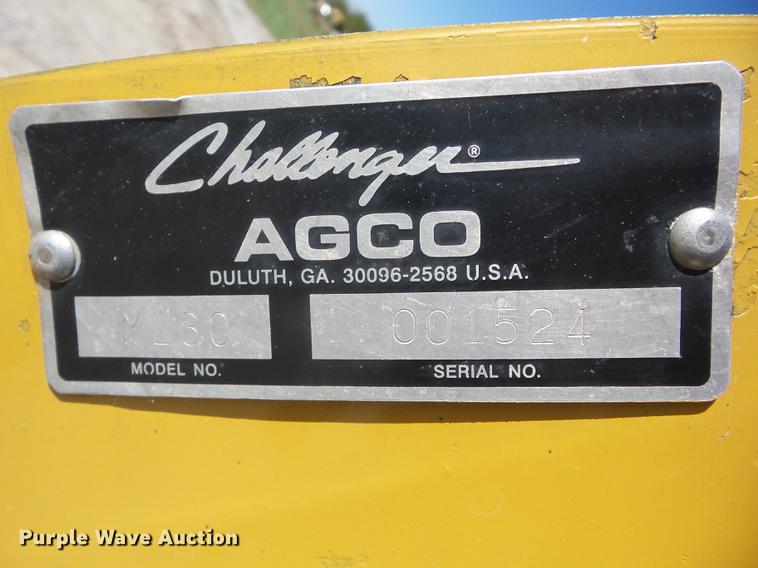 Challenger®
AGCO
DULUTH, GA. 30096-2568 U.S.A.
001524
MODEL NO.
SERIAL NO.
Purple Wave Auction